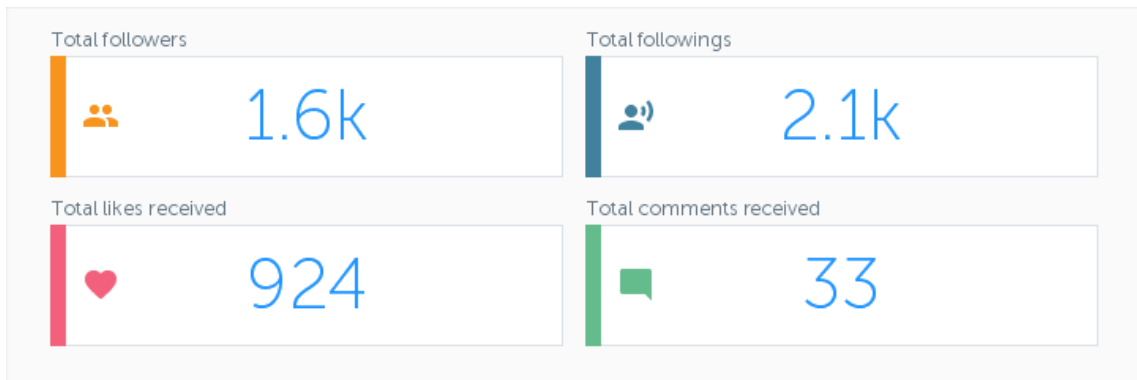 Total followers
Total followings
1.6k
2.1k
Total likes received
Total comments received
924
33